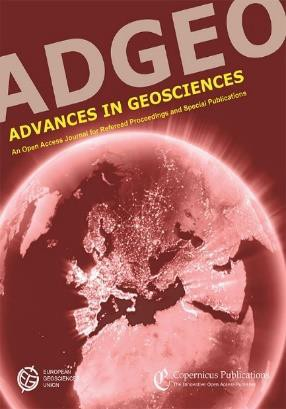 ADGEO
ADVANCES IN GEOSCIENCES
An Open Access Journal for Refereed Proceedings and Special Publications
EUROPEAN
GEOSCIENCES
UNION
Copernicus Publications
The Innovative Open Access Publisher